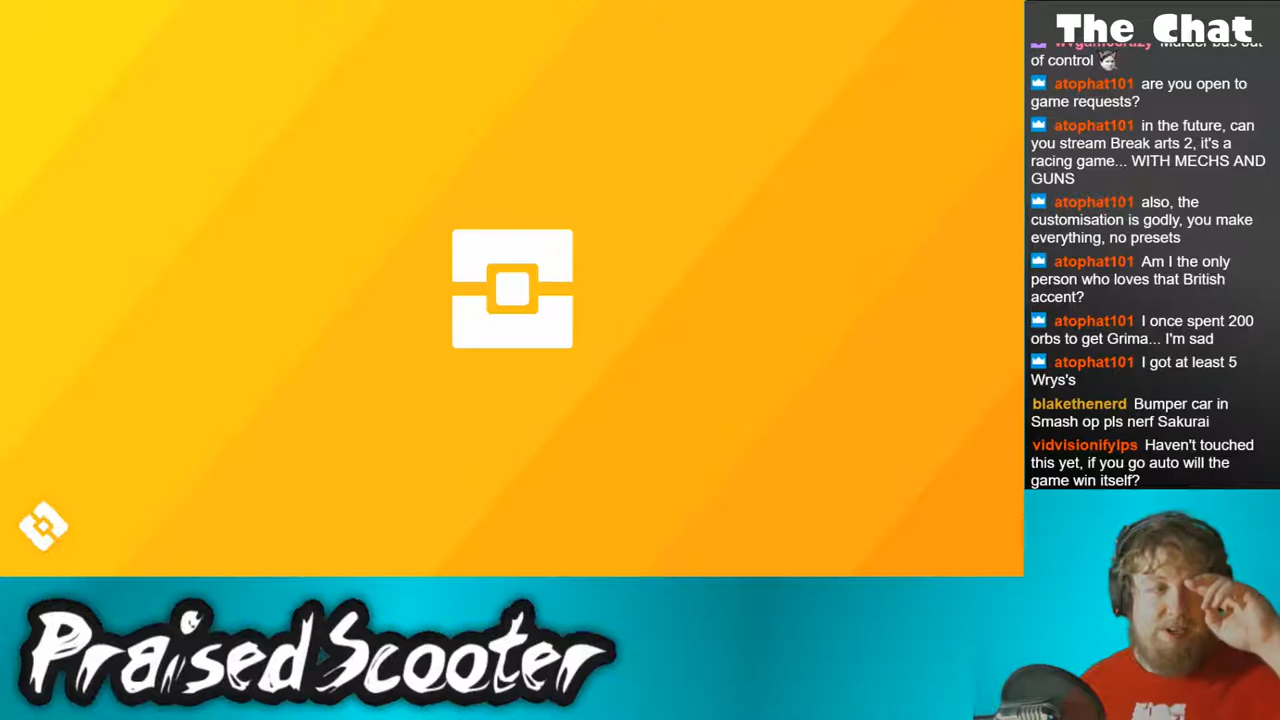 The Chat
of control
atophat101 are you open to
game requests?
atophat101 in the future, can
you stream Break arts 2, it's a
racing game... WITH MECHS AND
GUNS
atophat101 also, the
customisation is godly, you make
everything, no presets
atophat101 Am I the only
person who loves that British
accent?
atophat101 I once spent 200
orbs to get Grima... I'm sad
atophat101 I got at least 5
Wrys's
blakethenerd Bumper car in
Smash op pls nerf Sakurai
vidvisionifylps Haven't touched
this yet, if you go auto will the
game win itself?
PraisedScooter